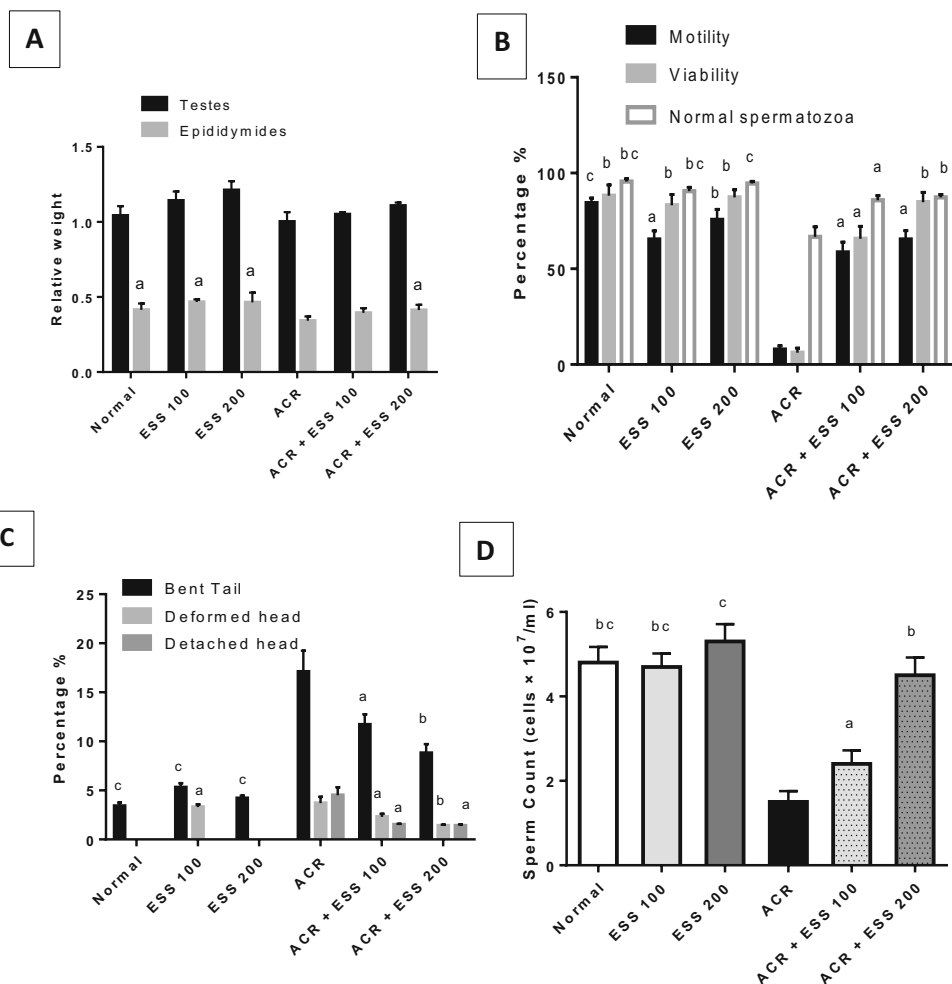 A
Testes
Epididymides
Relative weight
1.5
1.0
0.5
0.0
a
a
a
a
Normal
ESS 100
ESS 200
ACR
ACR + ESS 100
ACR + ESS 200
B
Motility
Viability
Normal spermatozoa
Percentage %
150
100
50
0
c b bc
a b bc
b b c
a a a
a b b
Normal
ESS 100
ESS 200
ACR
ACR + ESS 100
ACR + ESS 200
C
Bent Tail
Deformed head
Detached head
Percentage %
25
20
15
10
5
0
c
c a
c
a a a
b b a
Normal
ESS 100
ESS 200
ACR
ACR + ESS 100
ACR + ESS 200
D
Sperm Count (cells × 10⁷/ml)
6
4
2
0
bc
bc
c
a
b
Normal
ESS 100
ESS 200
ACR
ACR + ESS 100
ACR + ESS 200